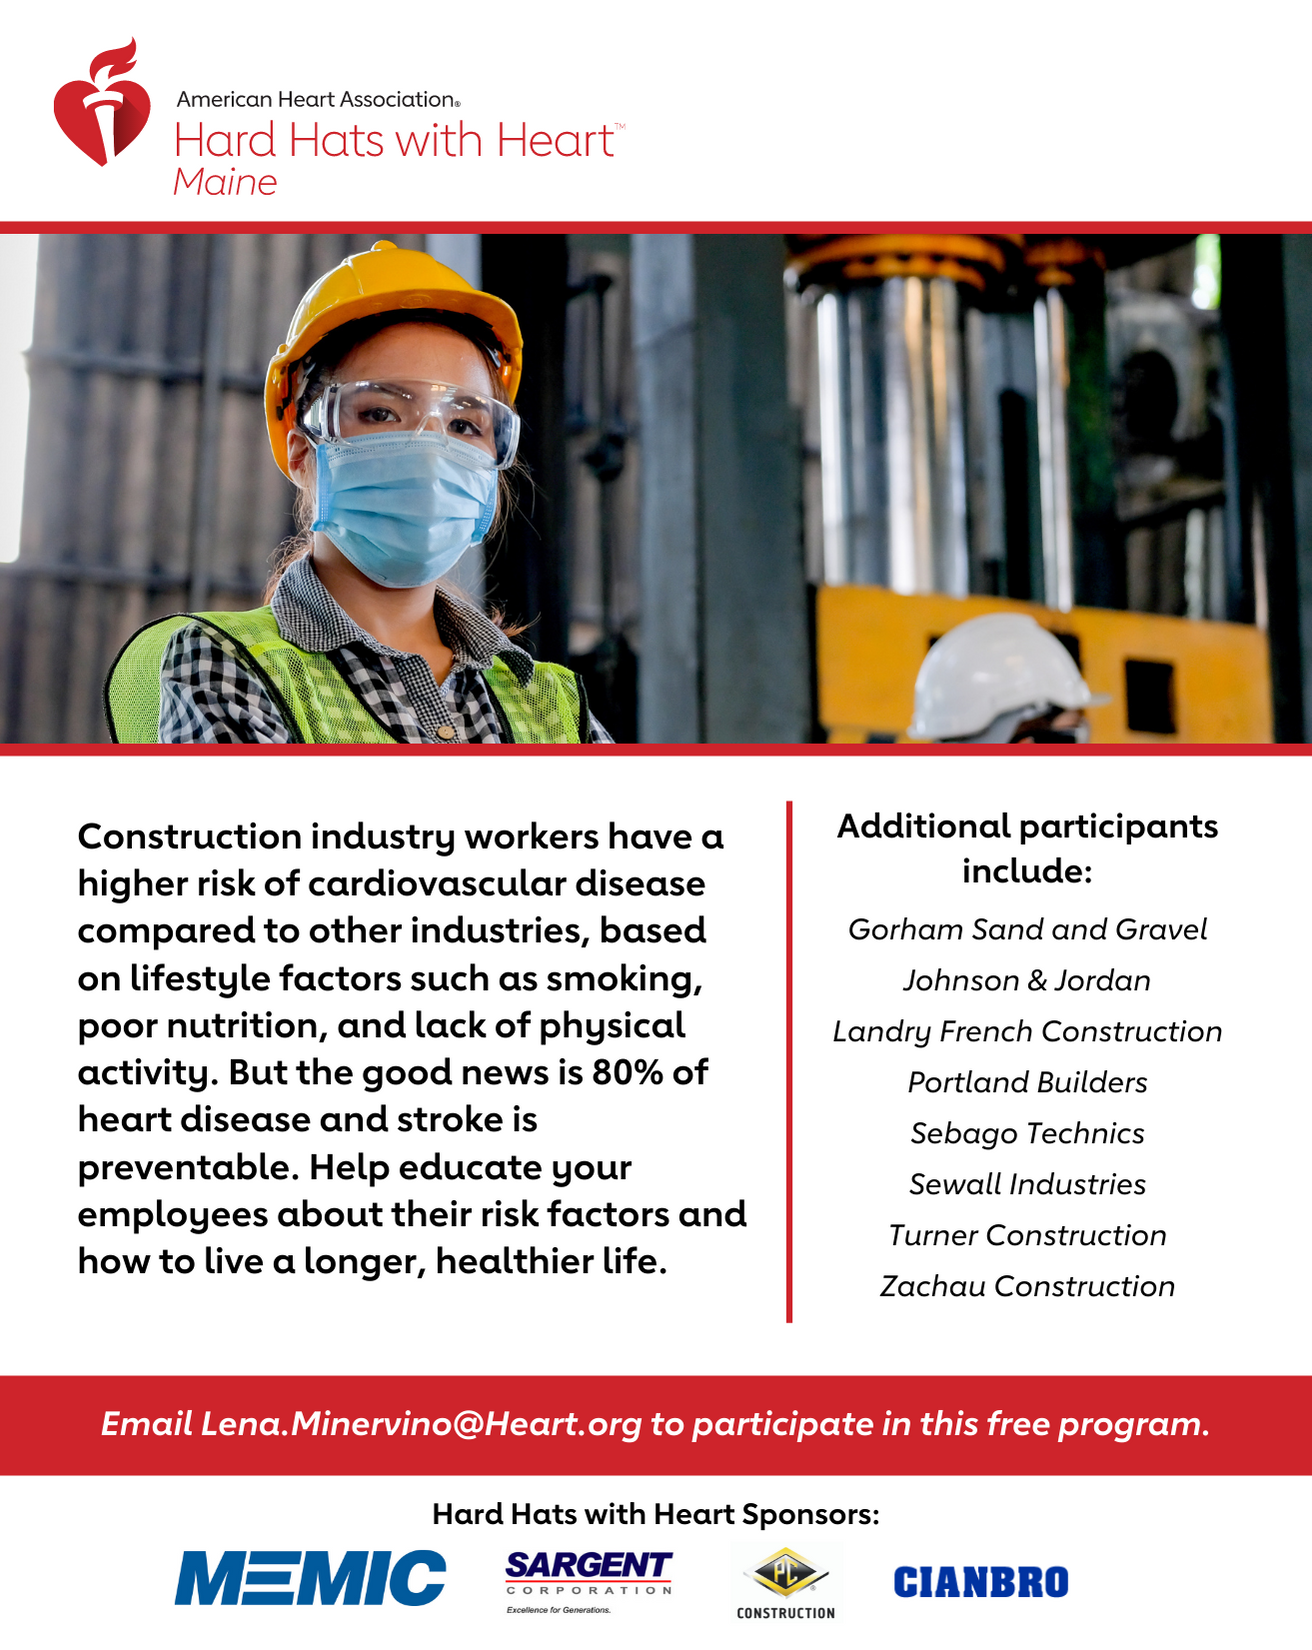 American Heart Association®
Hard Hats with Heart™
Maine
Construction industry workers have a
higher risk of cardiovascular disease
compared to other industries, based
on lifestyle factors such as smoking,
poor nutrition, and lack of physical
activity. But the good news is 80% of
heart disease and stroke is
preventable. Help educate your
employees about their risk factors and
how to live a longer, healthier life.
Additional participants
include:
Gorham Sand and Gravel
Johnson & Jordan
Landry French Construction
Portland Builders
Sebago Technics
Sewall Industries
Turner Construction
Zachau Construction
Email Lena.Minervino@Heart.org to participate in this free program.
Hard Hats with Heart Sponsors:
MEMIC
SARGENT
CORPORATION
Excellence for Generations.
PC®
CONSTRUCTION
CIANBRO